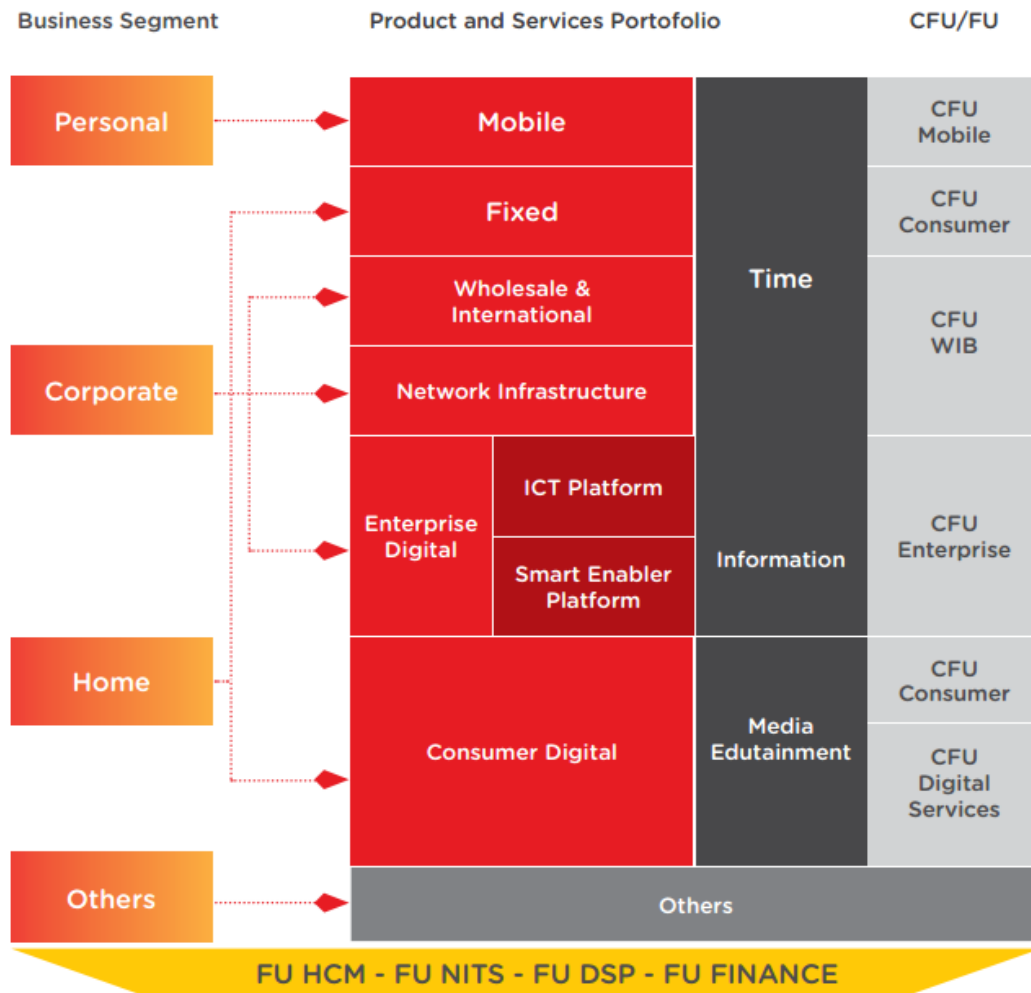 Business Segment
Product and Services Portofolio
CFU/FU
Personal
Mobile
CFU
Mobile
Fixed
CFU
Consumer
Time
Wholesale &
International
CFU
WIB
Corporate
Network Infrastructure
Enterprise
Digital
ICT Platform
Smart Enabler
Platform
Information
CFU
Enterprise
Home
Consumer Digital
Media
Edutainment
CFU
Consumer
CFU
Digital
Services
Others
Others
FU HCM - FU NITS - FU DSP - FU FINANCE